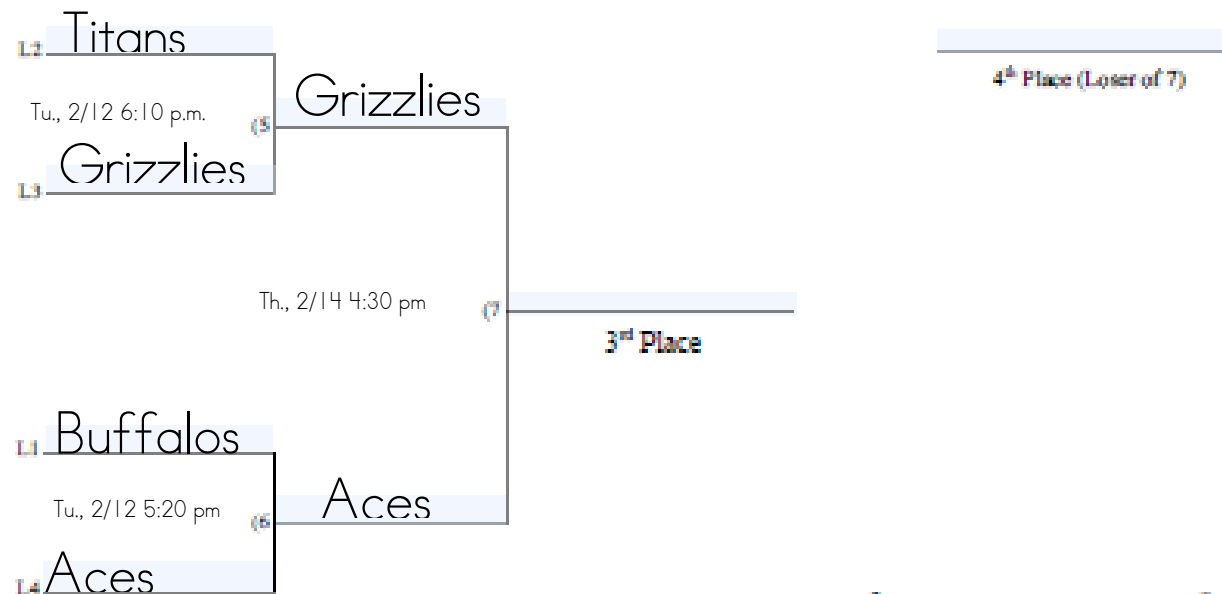 Titans
L2
4th Place (Loser of 7)
Grizzlies
Tu., 2/12 6:10 p.m.
(5
Grizzlies
L3
Th., 2/14 4:30 pm
(7
3rd Place
Buffalos
L1
Aces
Tu., 2/12 5:20 pm
(6
Aces
L4